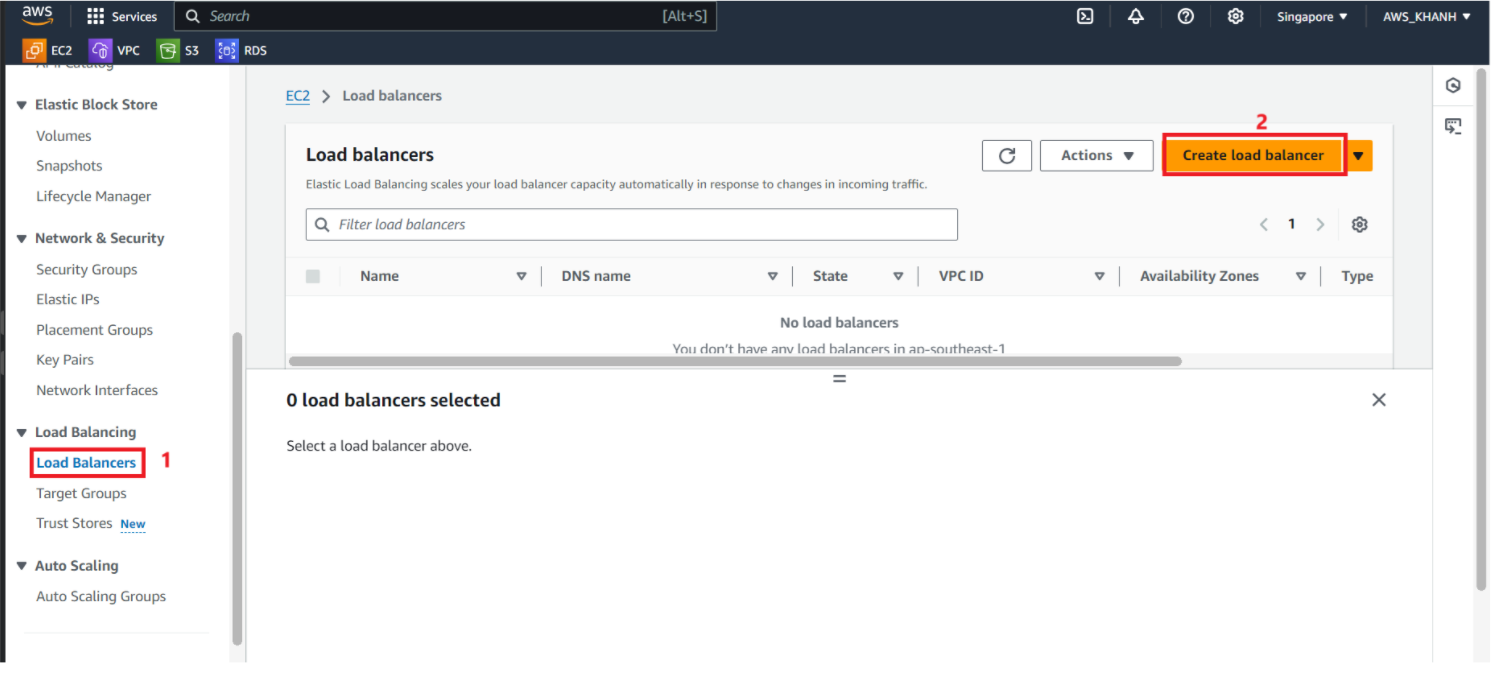 aws Services Search [Alt+S] Singapore ▼ AWS_KHANH ▼
EC2 VPC S3 RDS
Elastic Block Store
Volumes
Snapshots
Lifecycle Manager
Network & Security
Security Groups
Elastic IPs
Placement Groups
Key Pairs
Network Interfaces
Load Balancing
Load Balancers 1
Target Groups
Trust Stores New
Auto Scaling
Auto Scaling Groups
EC2 > Load balancers
2
Load balancers Actions ▼ Create load balancer ▼
Elastic Load Balancing scales your load balancer capacity automatically in response to changes in incoming traffic.
Filter load balancers < 1 >
Name DNS name State VPC ID Availability Zones Type
No load balancers
You don't have any load balancers in ap-southeast-1
0 load balancers selected
Select a load balancer above.